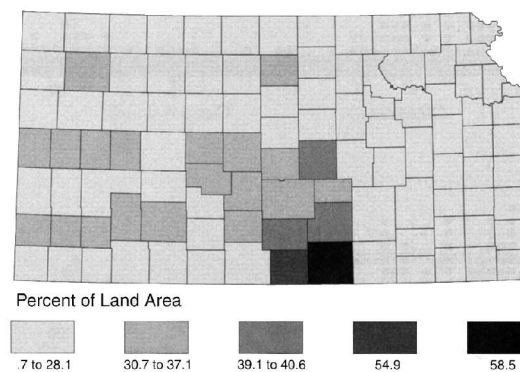 Percent of Land Area
.7 to 28.1
30.7 to 37.1
39.1 to 40.6
54.9
58.5